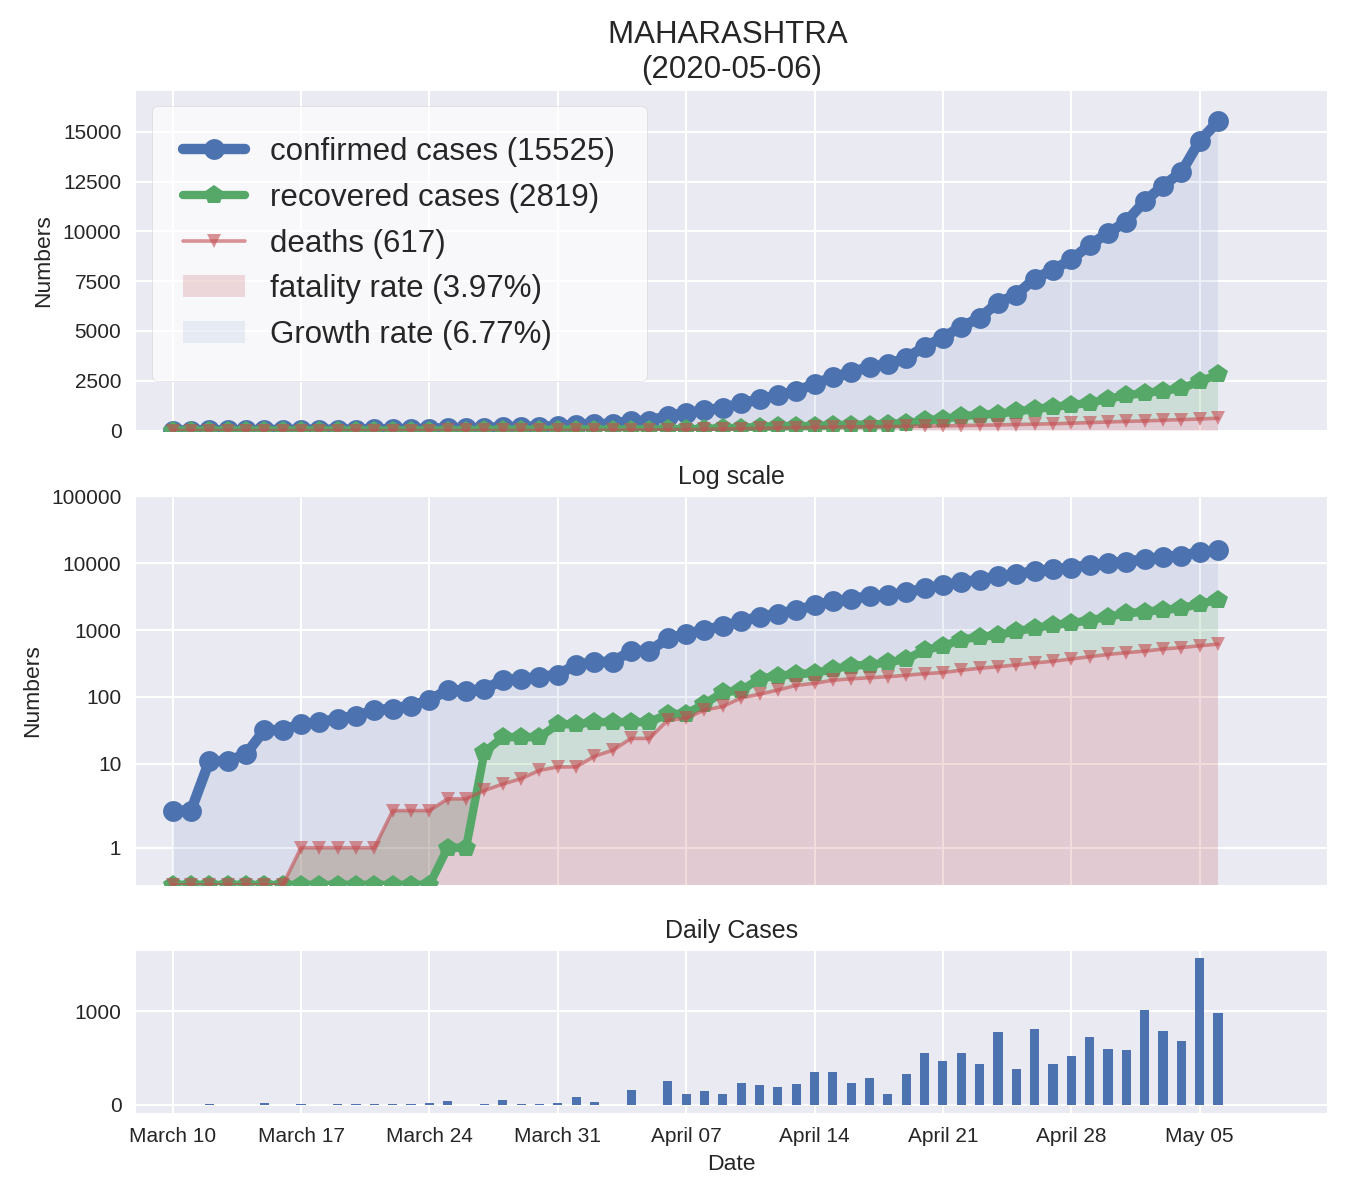 MAHARASHTRA
(2020-05-06)
15000
12500
10000
7500
5000
2500
0
Numbers
confirmed cases (15525)
recovered cases (2819)
deaths (617)
fatality rate (3.97%)
Growth rate (6.77%)
Log scale
100000
10000
1000
100
10
1
Numbers
Daily Cases
1000
0
March 10 March 17 March 24 March 31 April 07 April 14 April 21 April 28 May 05
Date